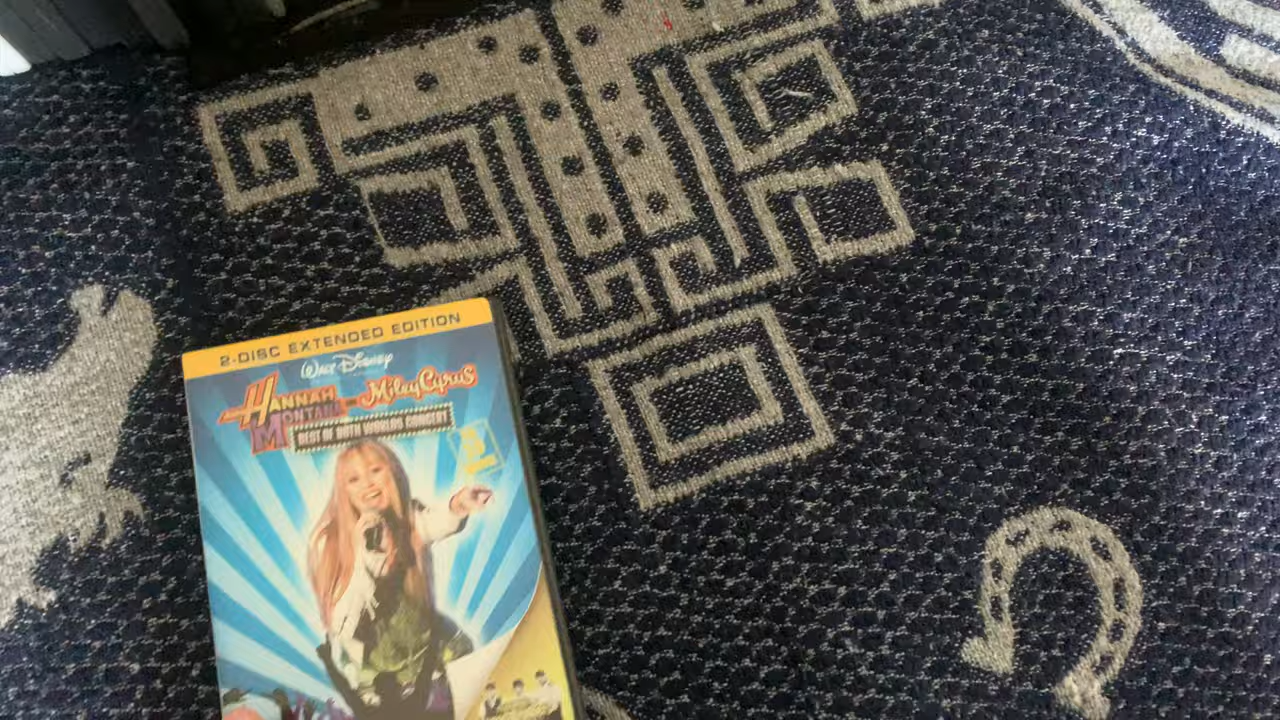 2-DISC EXTENDED EDITION
WALT DISNEY
HANNAH MONTANA
Miley Cyrus
BEST OF BOTH WORLDS CONCERT